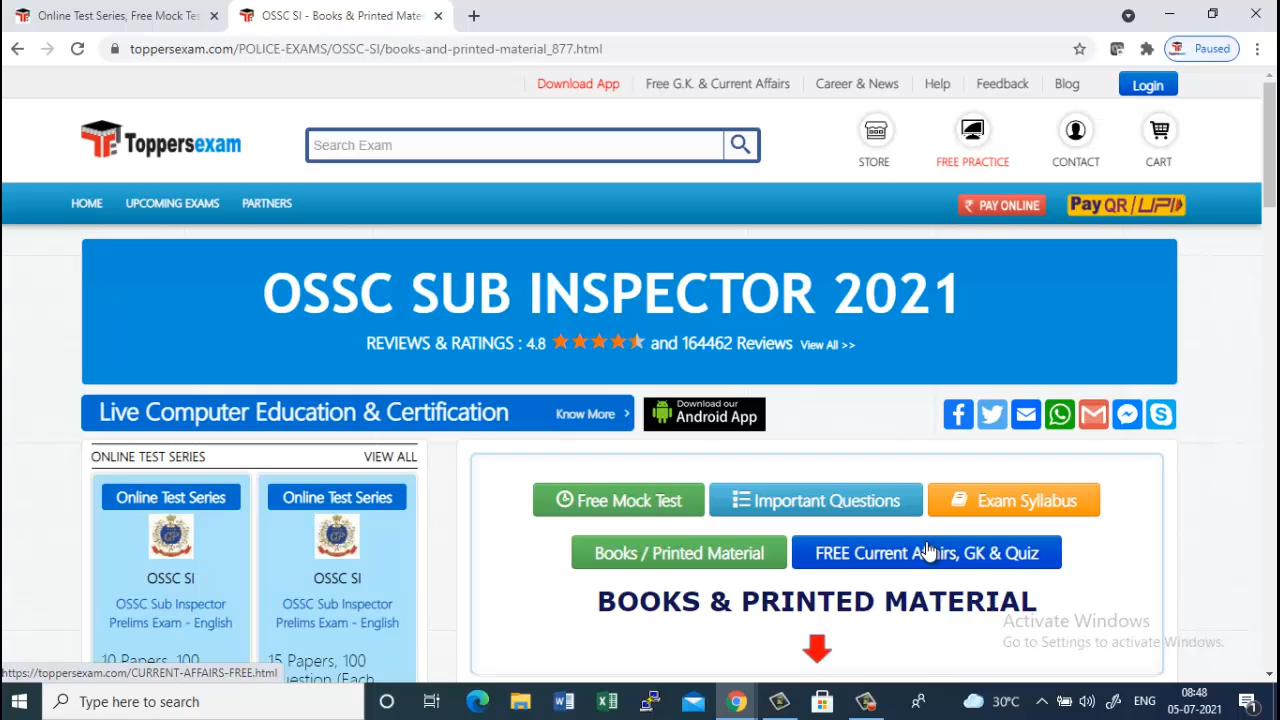 Online Test Series, Free Mock Tes
OSSC SI - Books & Printed Mate
Paused
toppersexam.com/POLICE-EXAMS/OSSC-SI/books-and-printed-material_877.html
Download App
Free G.K. & Current Affairs
Career & News
Help
Feedback
Blog
Login
Toppersexam
Search Exam
STORE
FREE PRACTICE
CONTACT
CART
HOME
UPCOMING EXAMS
PARTNERS
₹ PAY ONLINE
Pay QR / UPI
OSSC SUB INSPECTOR 2021
REVIEWS & RATINGS : 4.8 and 164462 Reviews View All >>
Live Computer Education & Certification
Know More >
Download our
Android App
ONLINE TEST SERIES
VIEW ALL
Online Test Series
Online Test Series
OSSC SI
OSSC SI
OSSC Sub Inspector
Prelims Exam - English
OSSC Sub Inspector
Prelims Exam - English
10 Papers, 100
15 Papers, 100
Question (Each
Free Mock Test
Important Questions
Exam Syllabus
Books / Printed Material
FREE Current Affairs, GK & Quiz
BOOKS & PRINTED MATERIAL
Activate Windows
Go to Settings to activate Windows.
https://toppersexam.com/CURRENT-AFFAIRS-FREE.html
Type here to search
30°C
ENG
08:48
05-07-2021
1